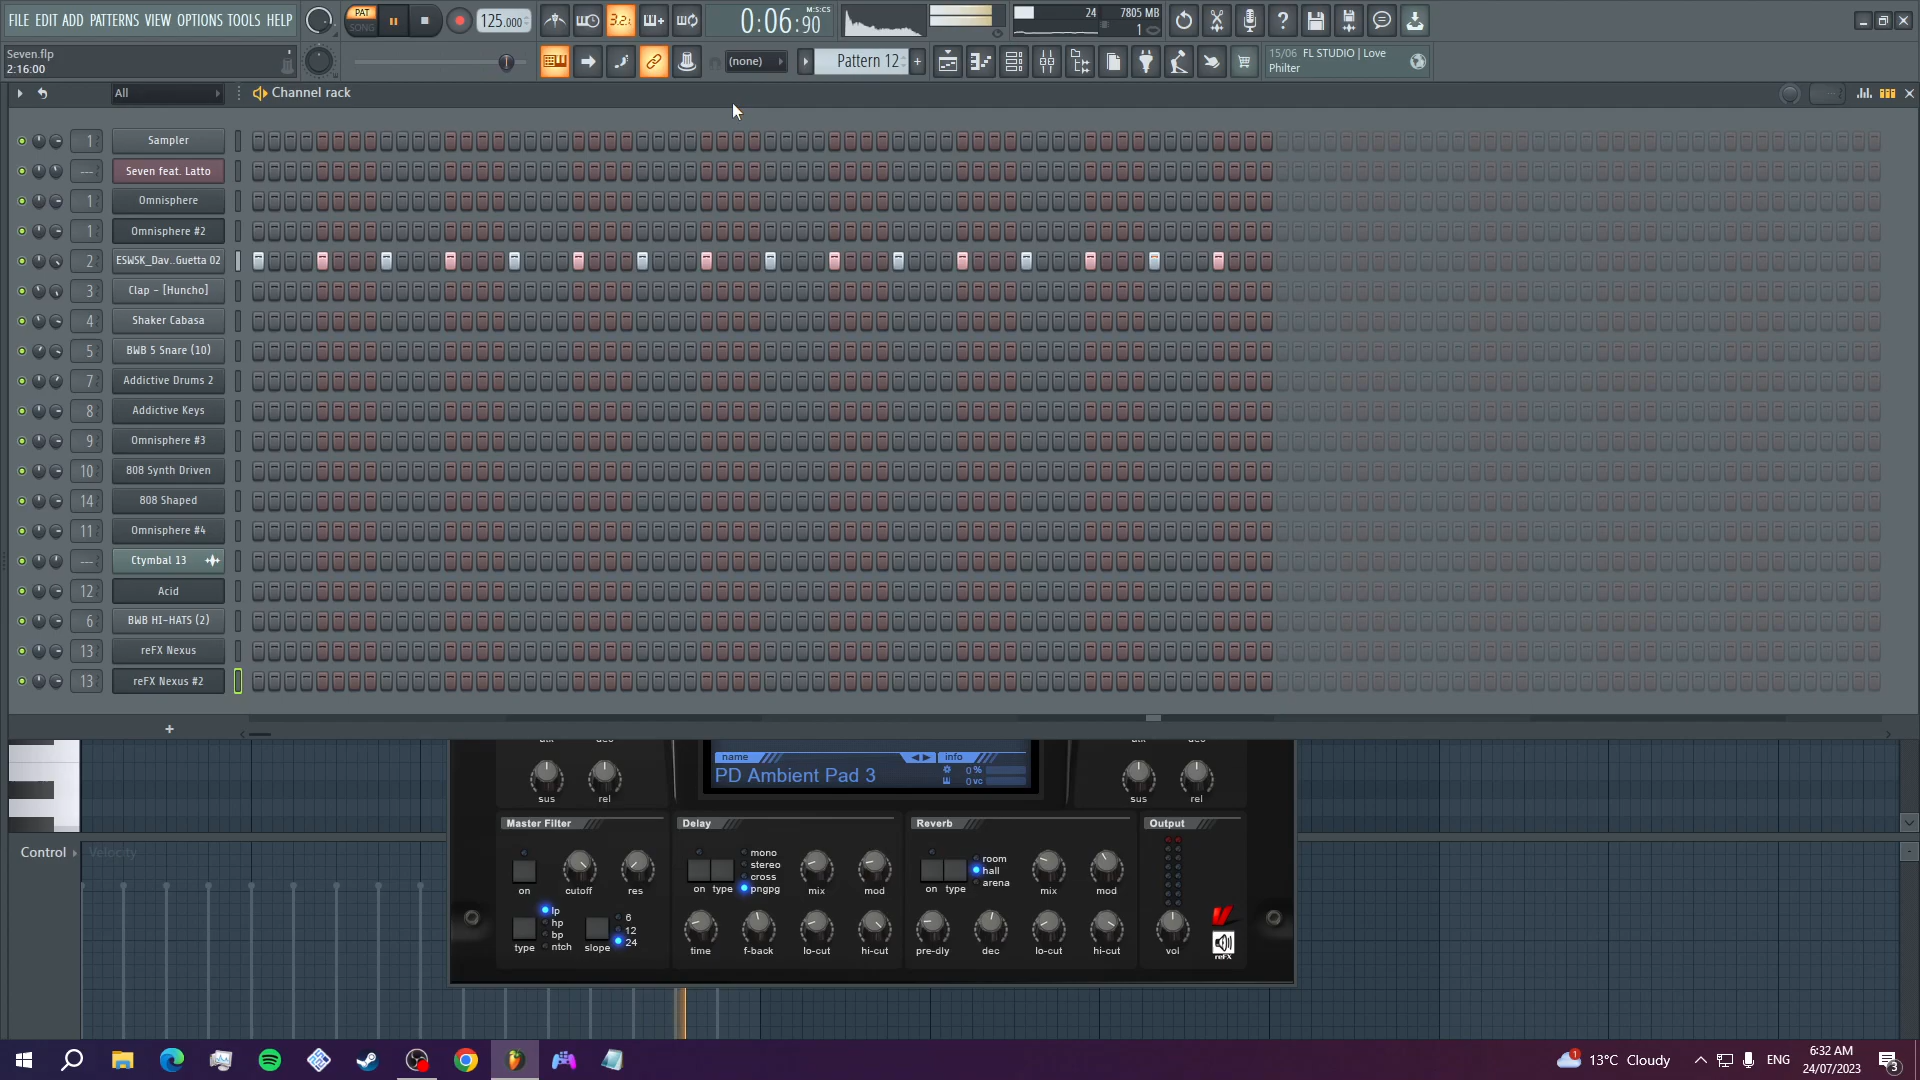 FILE EDIT ADD PATTERNS VIEW OPTIONS TOOLS HELP
PAT
SONG
125.000
3.2.
0:06:90
M:S:CS
24
7805 MB
1
Seven.flp
2:16:00
(none)
Pattern 12
15/06 FL STUDIO | Love
Philter
All
Channel rack
1 Sampler
--- Seven feat. Latto
1 Omnisphere
1 Omnisphere #2
2 ESWSK_Dav..Guetta 02
3 Clap - [Huncho]
4 Shaker Cabasa
5 BWB 5 Snare (10)
7 Addictive Drums 2
8 Addictive Keys
9 Omnisphere #3
10 808 Synth Driven
14 808 Shaped
11 Omnisphere #4
--- Ctymbal 13
12 Acid
6 BWB HI-HATS (2)
13 reFX Nexus
13 reFX Nexus #2
+
name
info
PD Ambient Pad 3
0 %
0 vc
sus rel
sus rel
Master Filter
on cutoff res
lp
hp
bp
ntch
type
slope
6
12
24
Delay
mono
stereo
cross
pngpg
on type
mix mod
time f-back lo-cut hi-cut
Reverb
room
hall
arena
on type
mix mod
pre-dly dec lo-cut hi-cut
Output
vol
reFX
Control
Velocity
13°C Cloudy
ENG
6:32 AM
24/07/2023
1
3